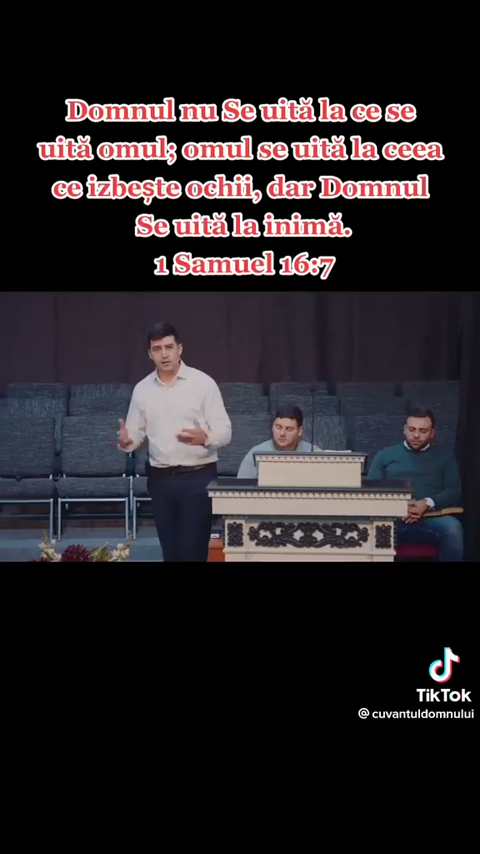 Domnul nu Se uită la ce se
uită omul; omul se uită la ceea
ce izbește ochii, dar Domnul
Se uită la inimă.
1 Samuel 16:7
TikTok
@ cuvantuldomnului